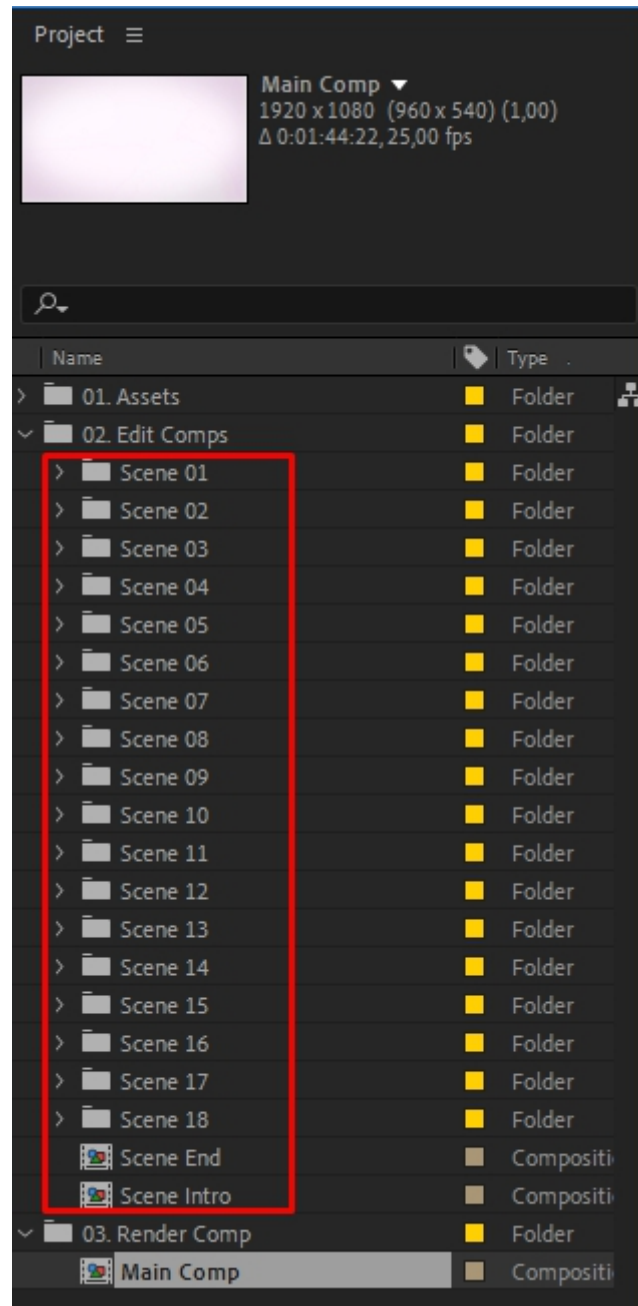 Project
Main Comp
1920 x 1080 (960 x 540) (1,00)
Δ 0:01:44:22, 25,00 fps
Name Type
01. Assets Folder
02. Edit Comps Folder
Scene 01 Folder
Scene 02 Folder
Scene 03 Folder
Scene 04 Folder
Scene 05 Folder
Scene 06 Folder
Scene 07 Folder
Scene 08 Folder
Scene 09 Folder
Scene 10 Folder
Scene 11 Folder
Scene 12 Folder
Scene 13 Folder
Scene 14 Folder
Scene 15 Folder
Scene 16 Folder
Scene 17 Folder
Scene 18 Folder
Scene End Compositi
Scene Intro Compositi
03. Render Comp Folder
Main Comp Compositi